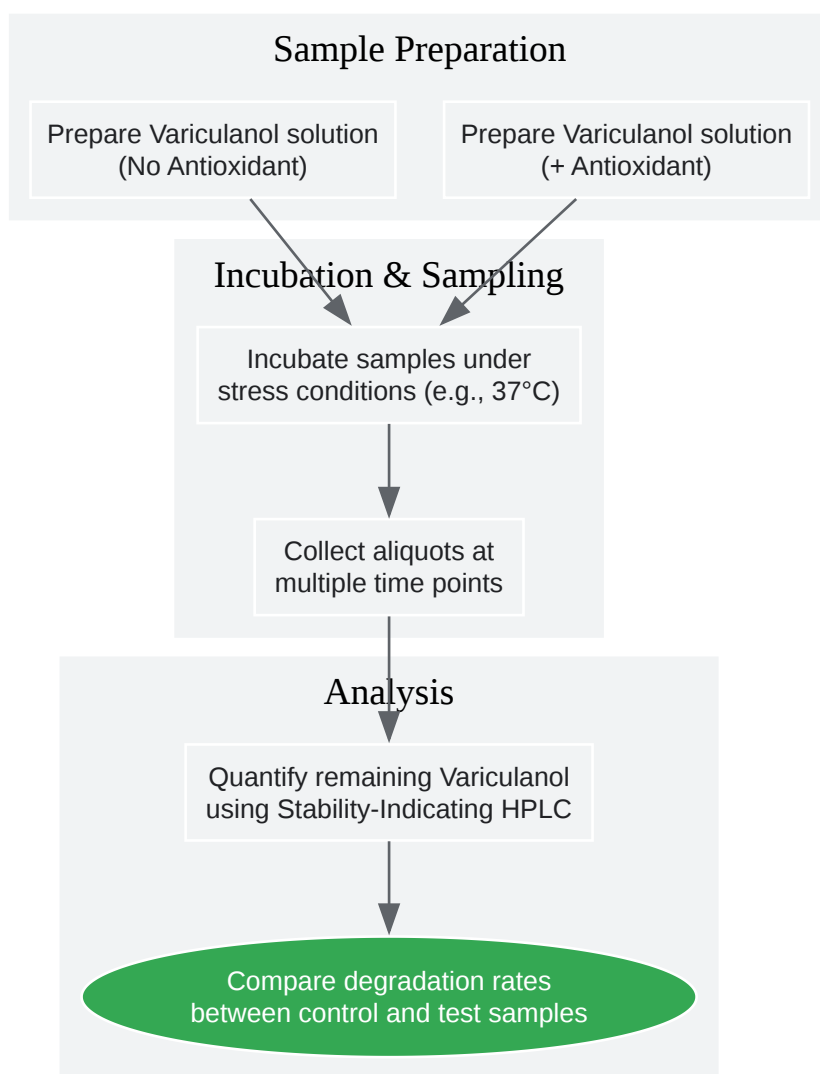 Sample Preparation
Prepare Variculanol solution
(No Antioxidant)
Prepare Variculanol solution
(+ Antioxidant)
Incubation & Sampling
Incubate samples under
stress conditions (e.g., 37°C)
Collect aliquots at
multiple time points
Analysis
Quantify remaining Variculanol
using Stability-Indicating HPLC
Compare degradation rates
between control and test samples